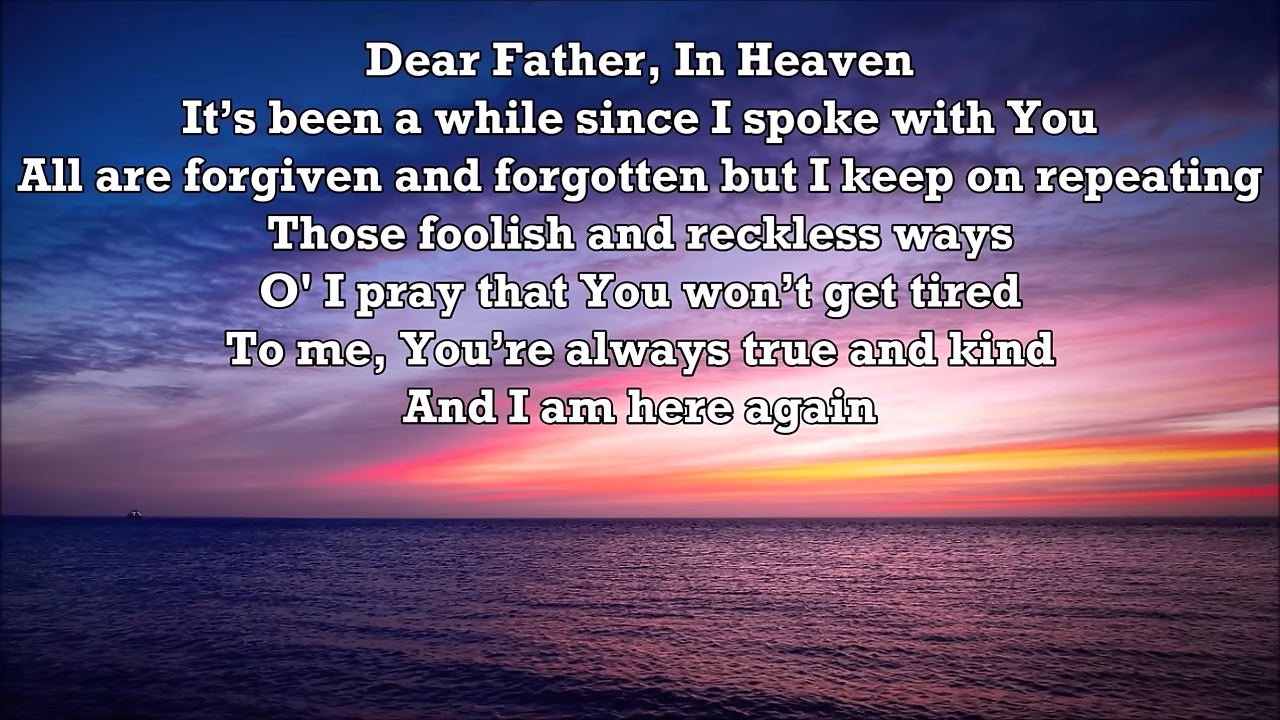 Dear Father, In Heaven
It’s been a while since I spoke with You
All are forgiven and forgotten but I keep on repeating
Those foolish and reckless ways
O' I pray that You won’t get tired
To me, You’re always true and kind
And I am here again